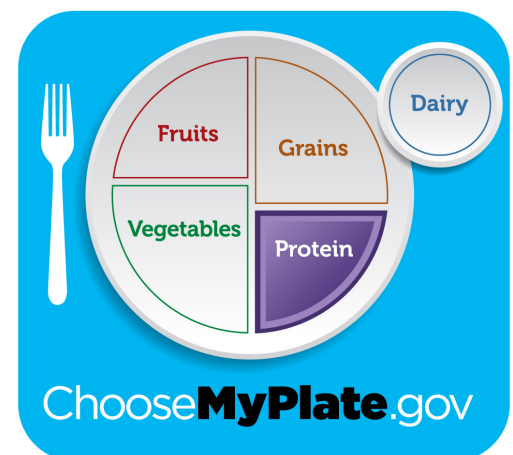 Dairy
Fruits
Grains
Vegetables
Protein
ChooseMyPlate.gov